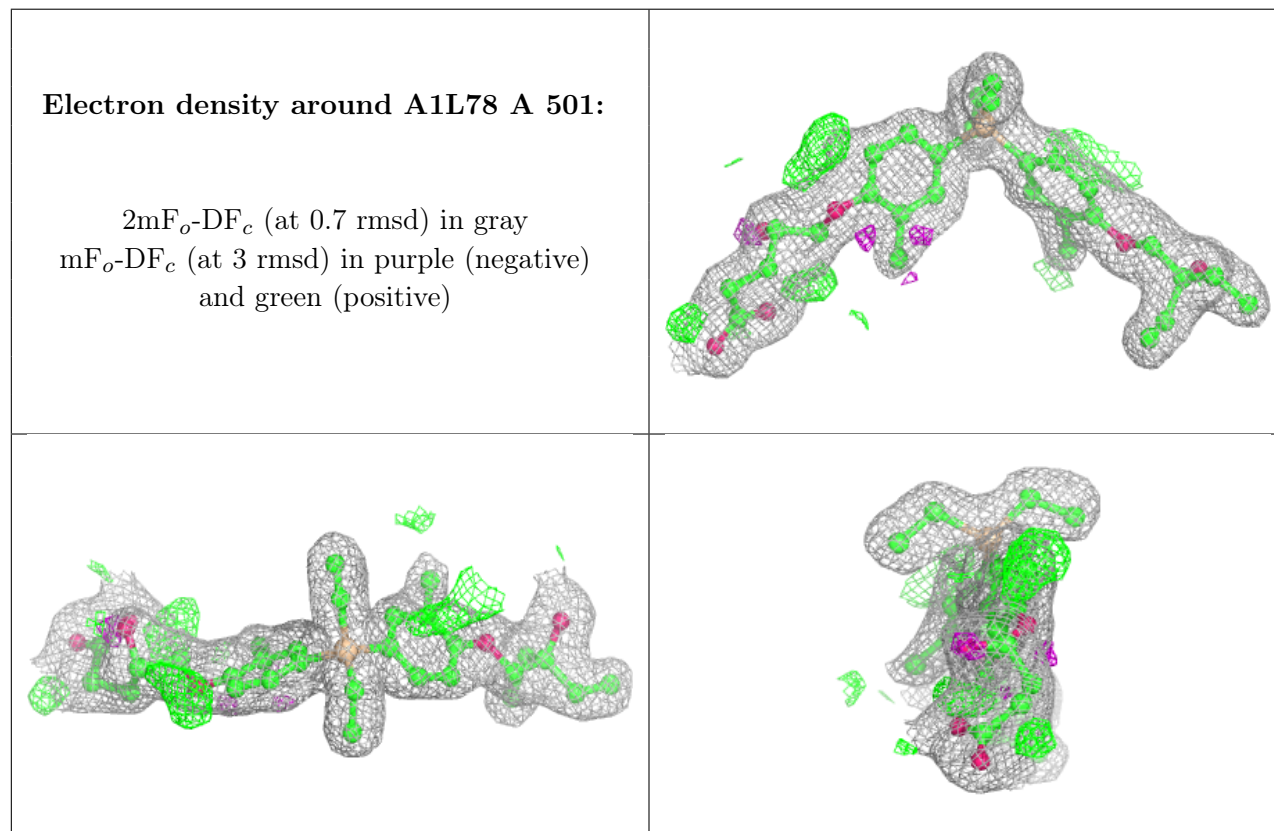 Electron density around A1L78 A 501:
2mFo-DFc (at 0.7 rmsd) in gray
mFo-DFc (at 3 rmsd) in purple (negative)
and green (positive)